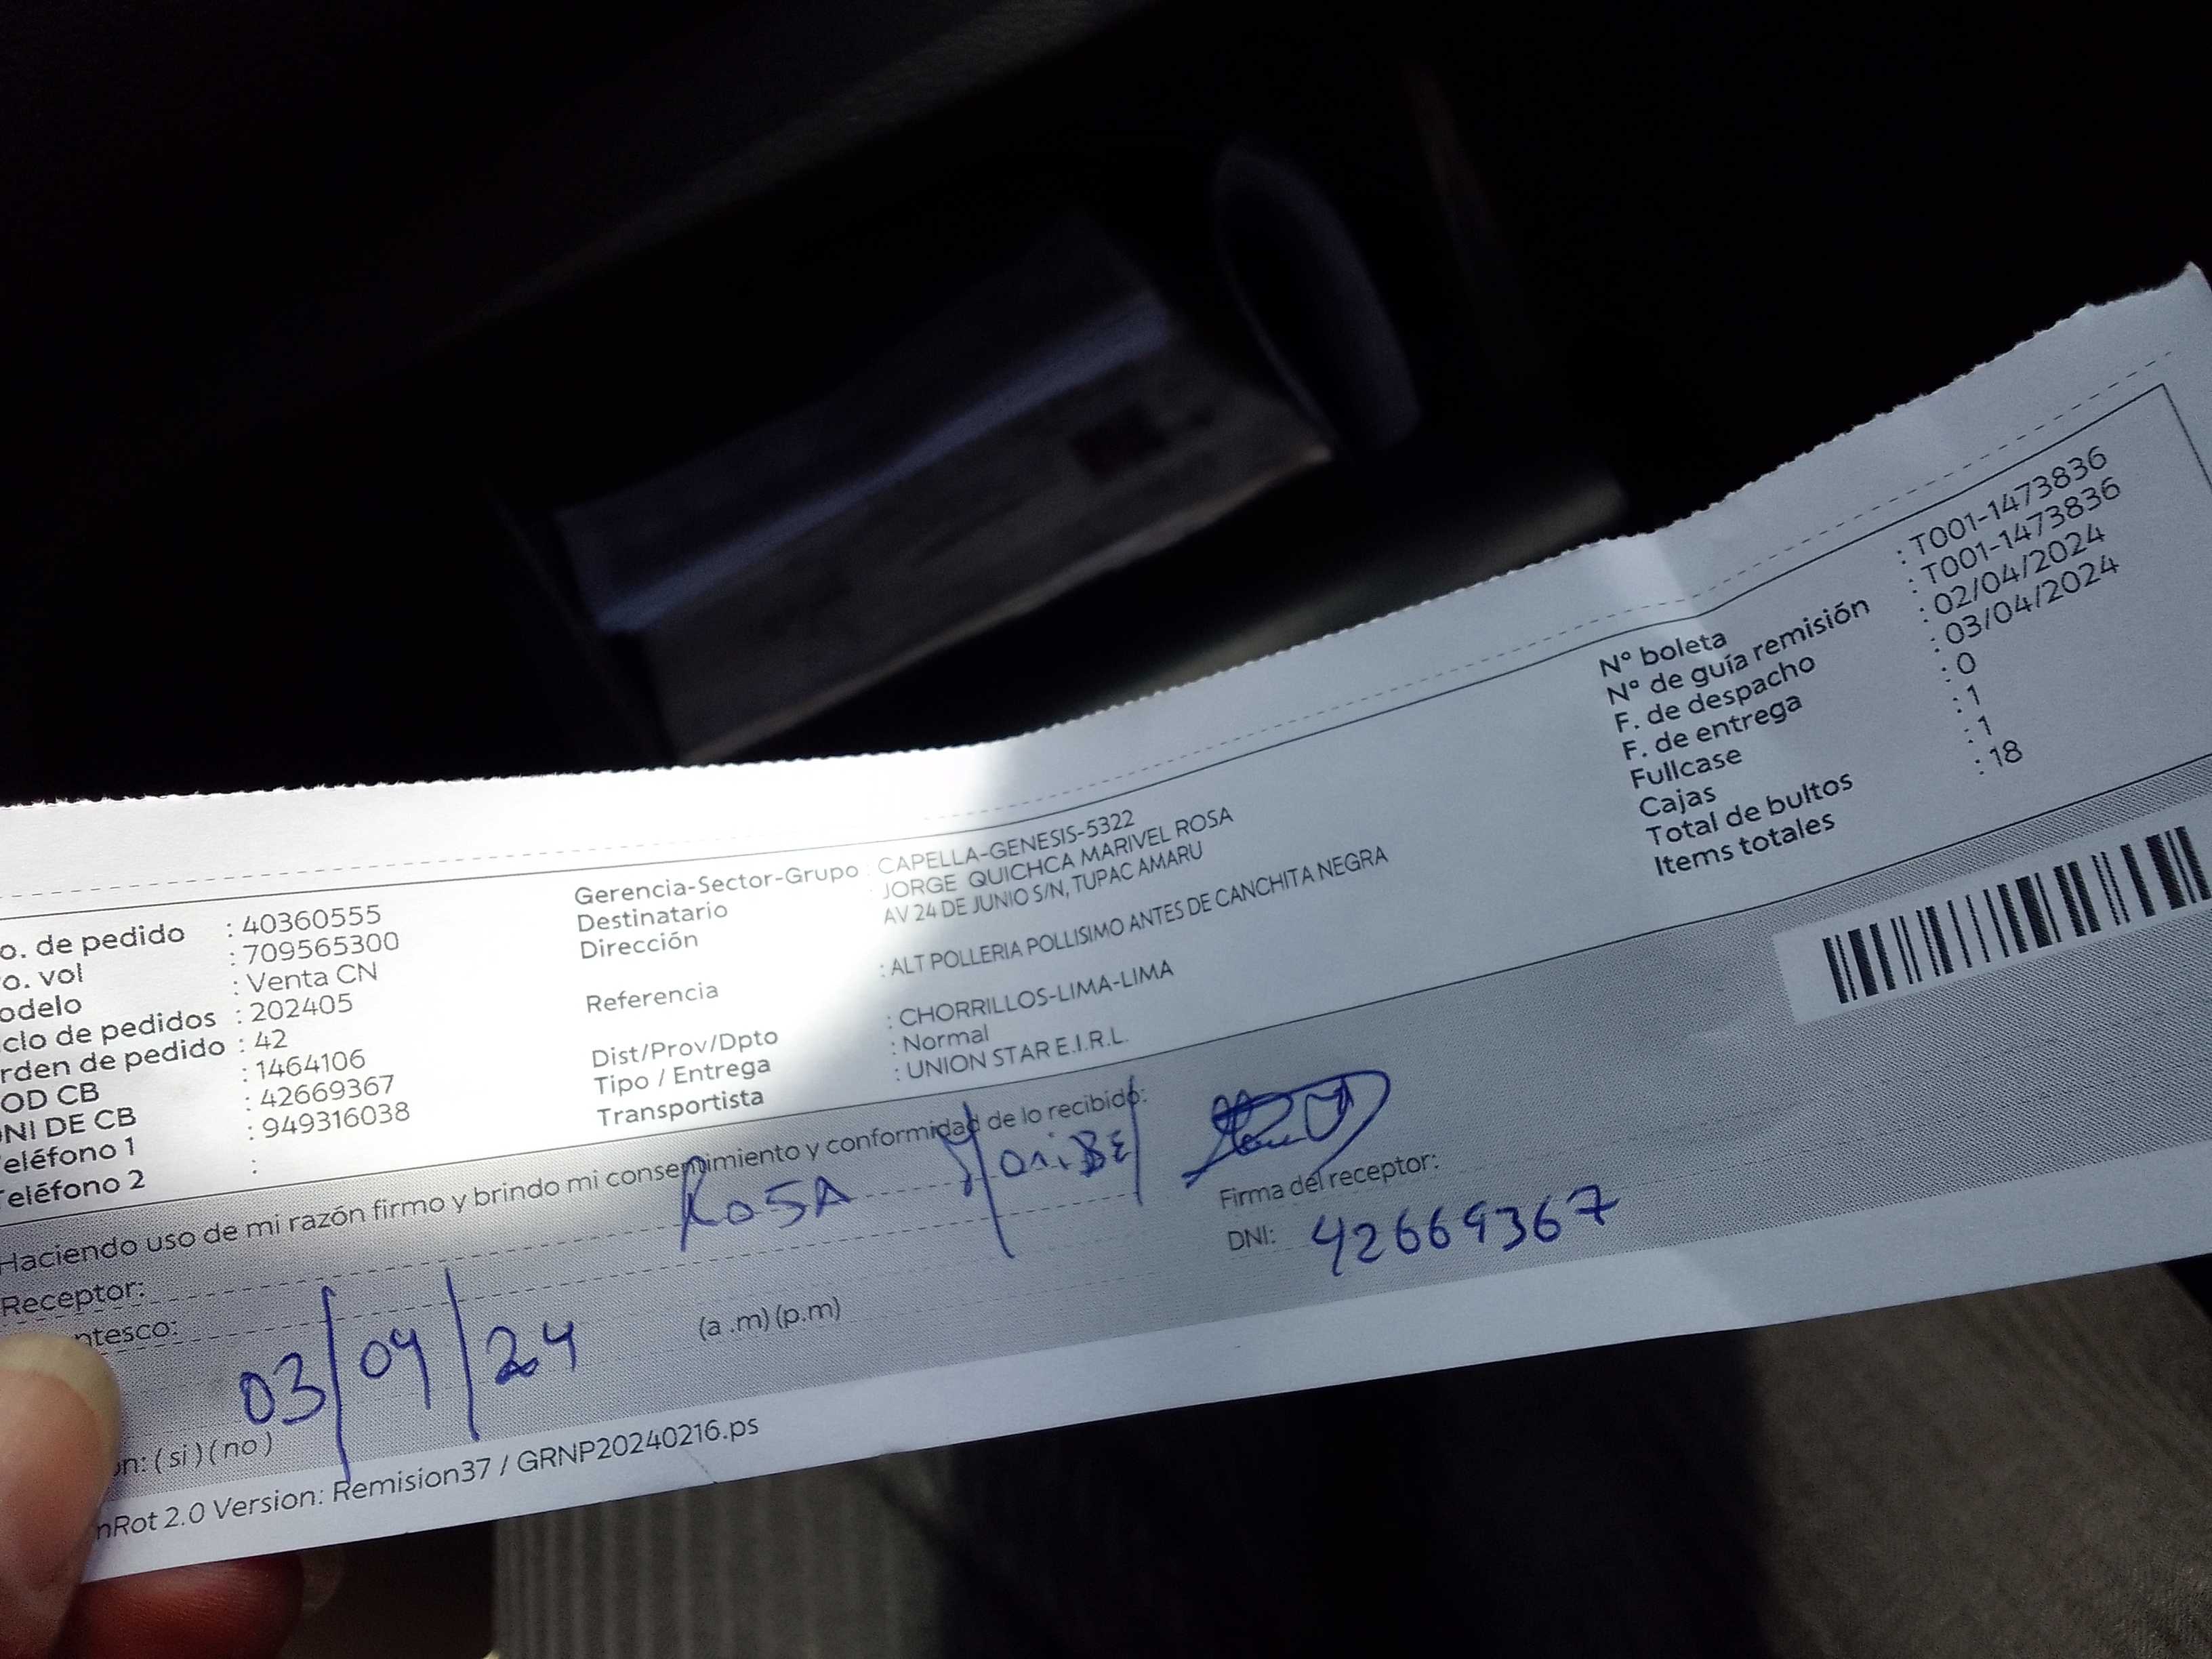 o. de pedido : 40360555
o. vol : 709565300
odelo : Venta CN
clo de pedidos : 202405
rden de pedido : 42
OD CB : 1464106
NI DE CB : 42669367
eléfono 1 : 949316038
eléfono 2 :
Gerencia-Sector-Grupo : CAPELLA-GENESIS-5322
Destinatario : JORGE QUICHCA MARIVEL ROSA
Dirección AV 24 DE JUNIO S/N, TUPAC AMARU
Referencia : ALT POLLERIA POLLISIMO ANTES DE CANCHITA NEGRA
Dist/Prov/Dpto : CHORRILLOS-LIMA-LIMA
Tipo / Entrega : Normal
Transportista : UNION STAR E.I.R.L.
N° boleta : T001-1473836
N° de guía remisión : T001-1473836
F. de despacho : 02/04/2024
F. de entrega : 03/04/2024
Fullcase : 0
Cajas : 1
Total de bultos : 1
Items totales : 18
Haciendo uso de mi razón firmo y brindo mi consentimiento y conformidad de lo recibido:
Receptor: ROSA MariBEl
Firma del receptor:
ntesco:
DNI: 42669367
03/04/24 (a .m) (p.m)
ón: ( si ) ( no )
nRot 2.0 Version: Remision37 / GRNP20240216.ps